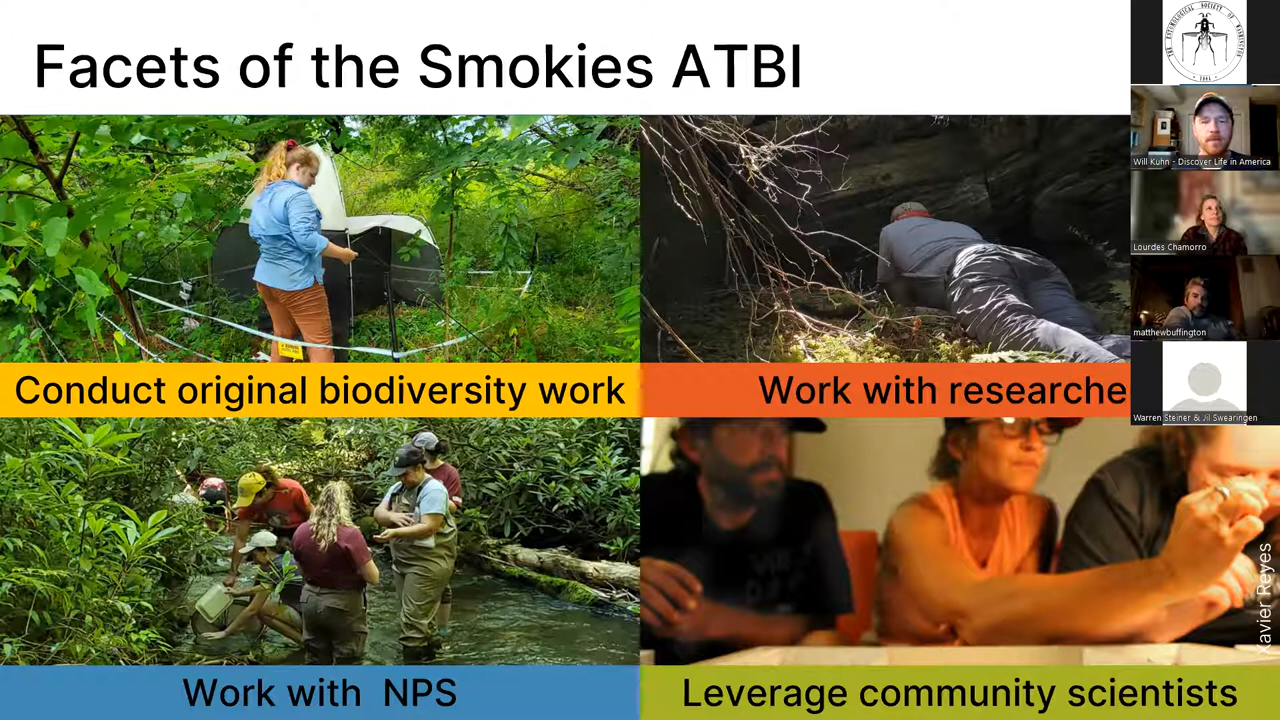 Facets of the Smokies ATBI
Will Kuhn - Discover Life in America
Lourdes Chamorro
matthewbuffington
Warren Steiner & Jil Swearingen
Conduct original biodiversity work
Work with researche
Xavier Reyes
Work with NPS
Leverage community scientists